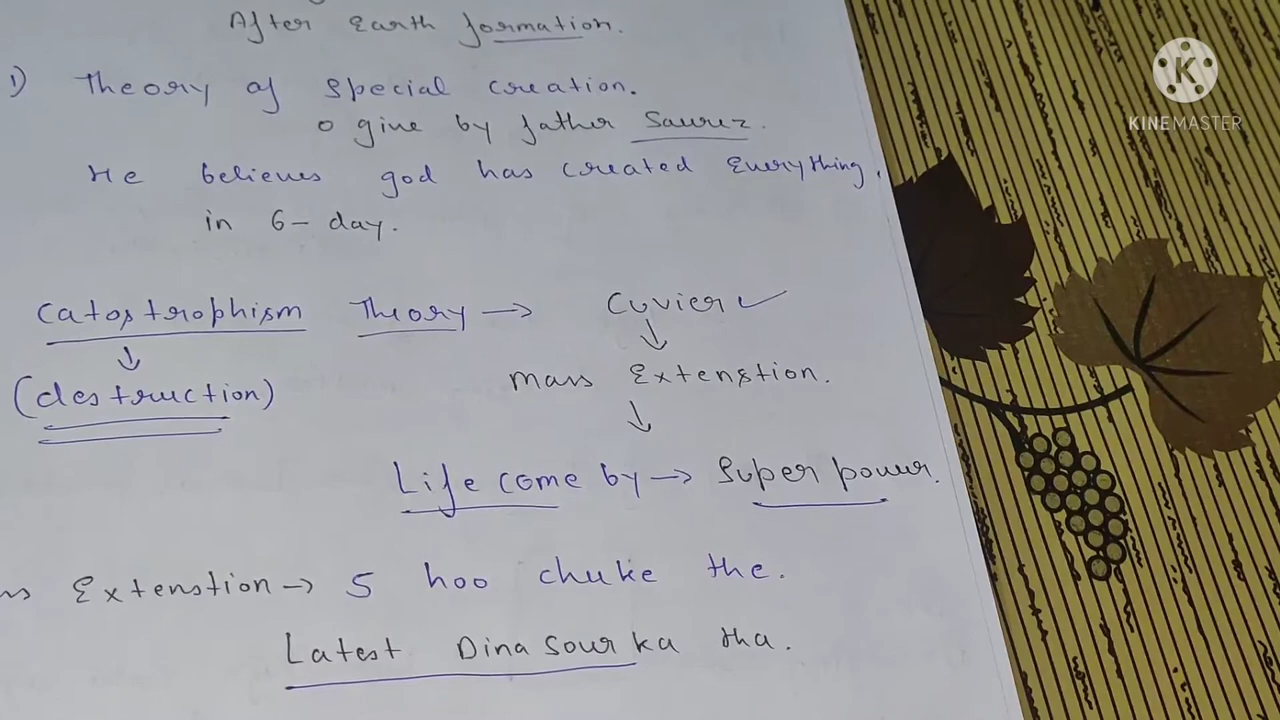 After Earth formation.
1) Theory of special creation.
o give by father Saurez.
He believes god has created Everything.
in 6- day.
Catostrophism Theory → Cuvier ✓
↓ ↓
(destruction) mass Extenstion.
↓
Life come by → Super power.
Extenstion → 5 hoo chuke the.
Latest Dinasour ka tha.
K
KINEMASTER